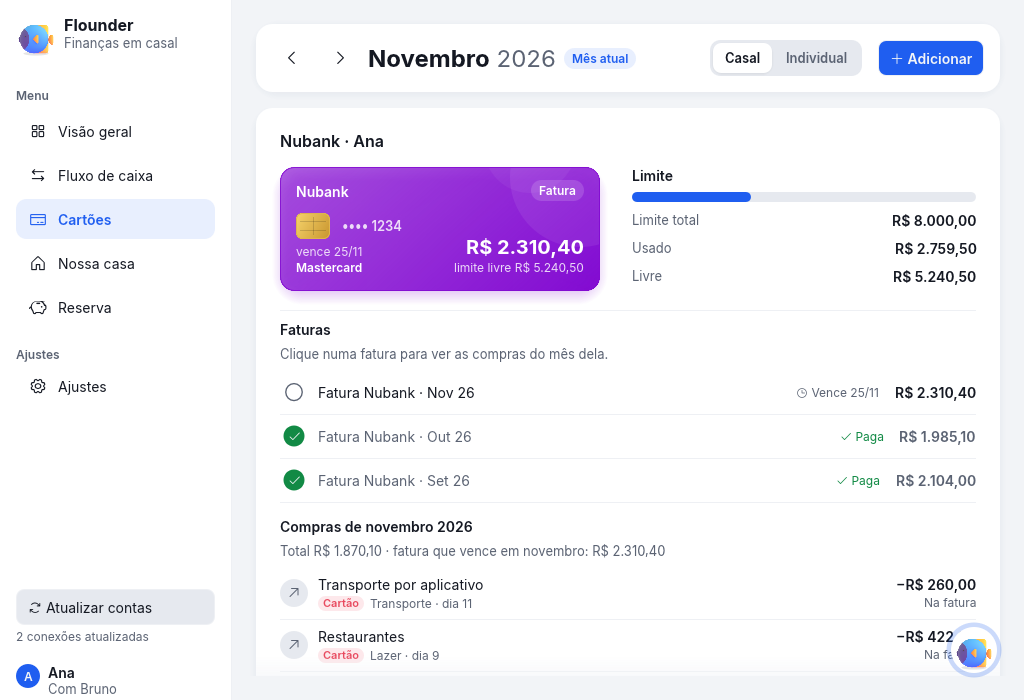 Flounder
Finanças em casal
Menu
Visão geral
Fluxo de caixa
Cartões
Nossa casa
Reserva
Ajustes
Ajustes
Atualizar contas
2 conexões atualizadas
A
Ana
Com Bruno
Novembro 2026 Mês atual
Casal Individual
+ Adicionar
Nubank · Ana
Nubank Fatura
•••• 1234
vence 25/11 R$ 2.310,40
Mastercard limite livre R$ 5.240,50
Limite
Limite total R$ 8.000,00
Usado R$ 2.759,50
Livre R$ 5.240,50
Faturas
Clique numa fatura para ver as compras do mês dela.
Fatura Nubank · Nov 26 Vence 25/11 R$ 2.310,40
Fatura Nubank · Out 26 Paga R$ 1.985,10
Fatura Nubank · Set 26 Paga R$ 2.104,00
Compras de novembro 2026
Total R$ 1.870,10 · fatura que vence em novembro: R$ 2.310,40
Transporte por aplicativo −R$ 260,00
Cartão Transporte · dia 11 Na fatura
Restaurantes −R$ 422
Cartão Lazer · dia 9 Na